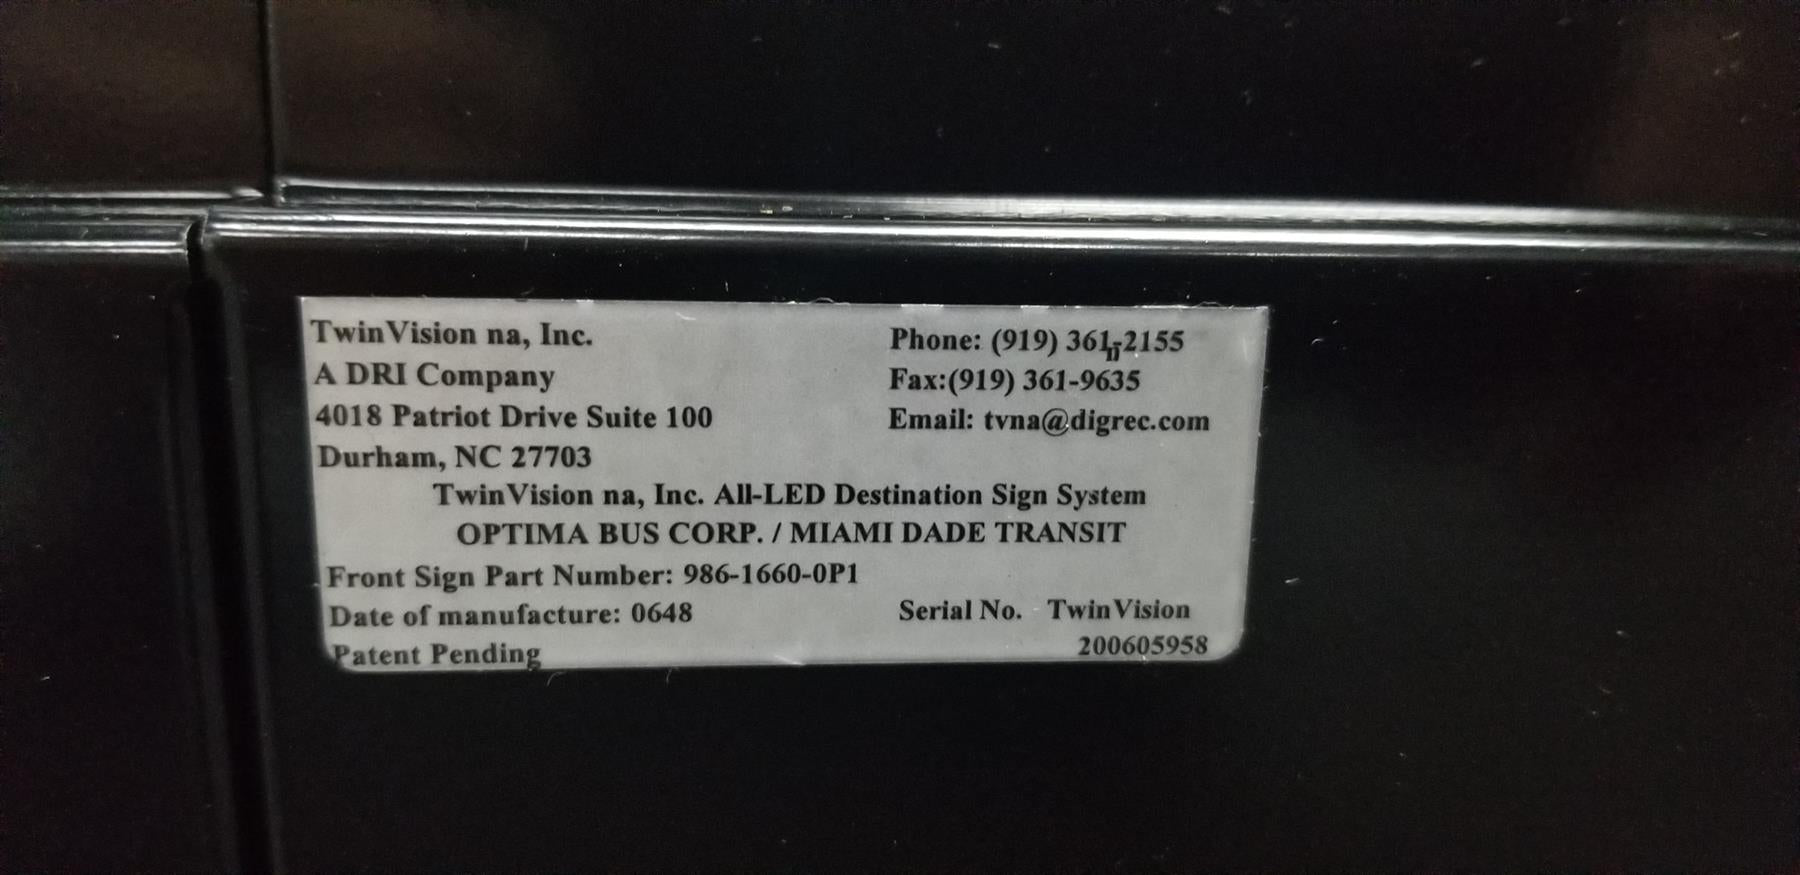 TwinVision na, Inc.
A DRI Company
4018 Patriot Drive Suite 100
Durham, NC 27703
Phone: (919) 361-2155
Fax:(919) 361-9635
Email: tvna@digrec.com
TwinVision na, Inc. All-LED Destination Sign System
OPTIMA BUS CORP. / MIAMI DADE TRANSIT
Front Sign Part Number: 986-1660-0P1
Date of manufacture: 0648
Patent Pending
Serial No. TwinVision
200605958